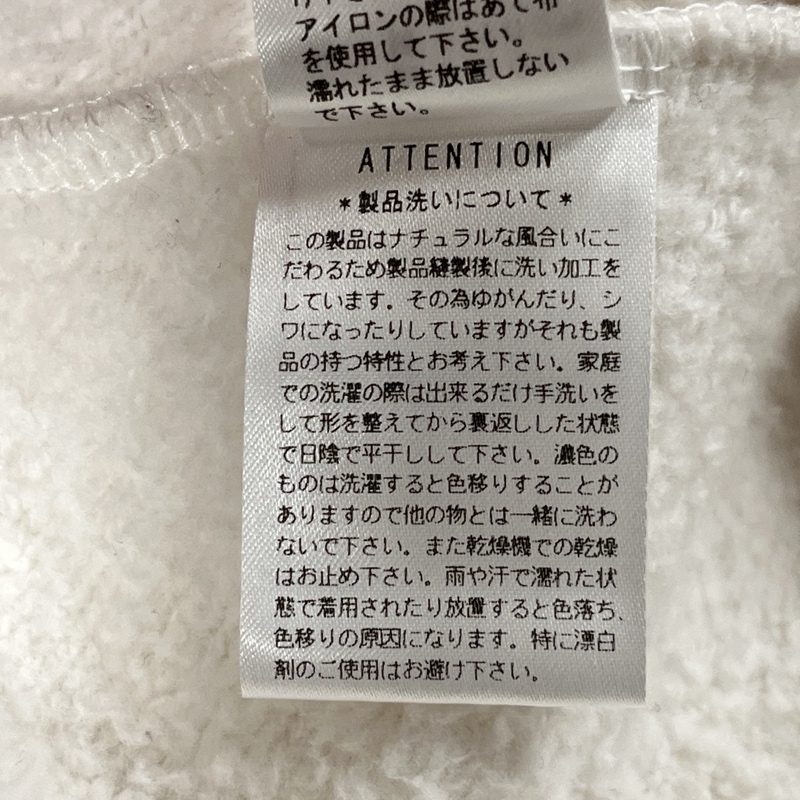 アイロンの際はあて布
を使用して下さい。
濡れたまま放置しない
で下さい。
ATTENTION
*製品洗いについて*
この製品はナチュラルな風合いにこ
だわるため製品縫製後に洗い加工を
しています。その為ゆがんだり、シ
ワになったりしていますがそれも製
品の持つ特性とお考え下さい。家庭
での洗濯の際は出来るだけ手洗いを
して形を整えてから裏返しした状態
で日陰で平干しして下さい。濃色の
ものは洗濯すると色移りすることが
ありますので他の物とは一緒に洗わ
ないで下さい。また乾燥機での乾燥
はお止め下さい。雨や汗で濡れた状
態で着用されたり放置すると色落ち、
色移りの原因になります。特に漂白
剤のご使用はお避け下さい。